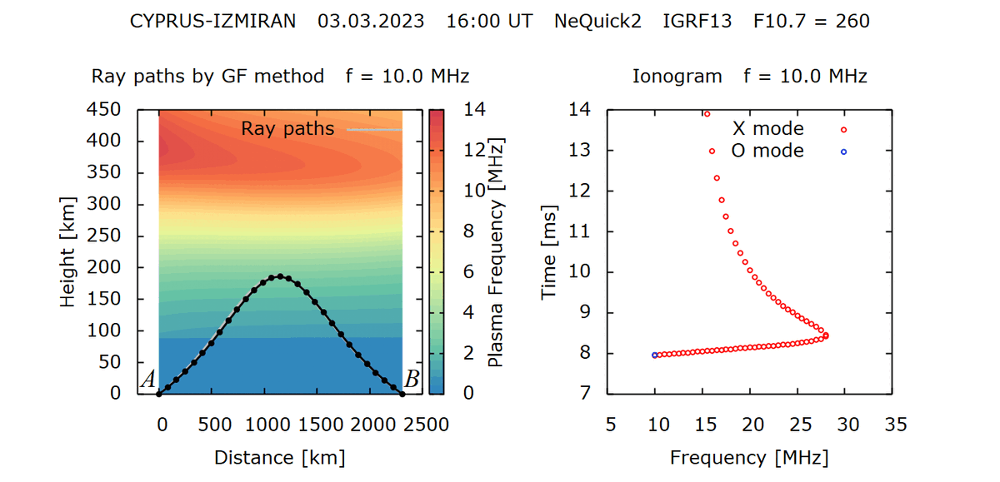 CYPRUS-IZMIRAN 03.03.2023 16:00 UT NeQuick2 IGRF13 F10.7 = 260
Ray paths by GF method f = 10.0 MHz
450
400
350
300
250
200
150
100
50
0
Height [km]
Ray paths
A
B
0 500 1000 1500 2000 2500
Distance [km]
14
12
10
8
6
4
2
0
Plasma Frequency [MHz]
Ionogram f = 10.0 MHz
14
13
12
11
10
9
8
7
Time [ms]
X mode
O mode
5 10 15 20 25 30 35
Frequency [MHz]